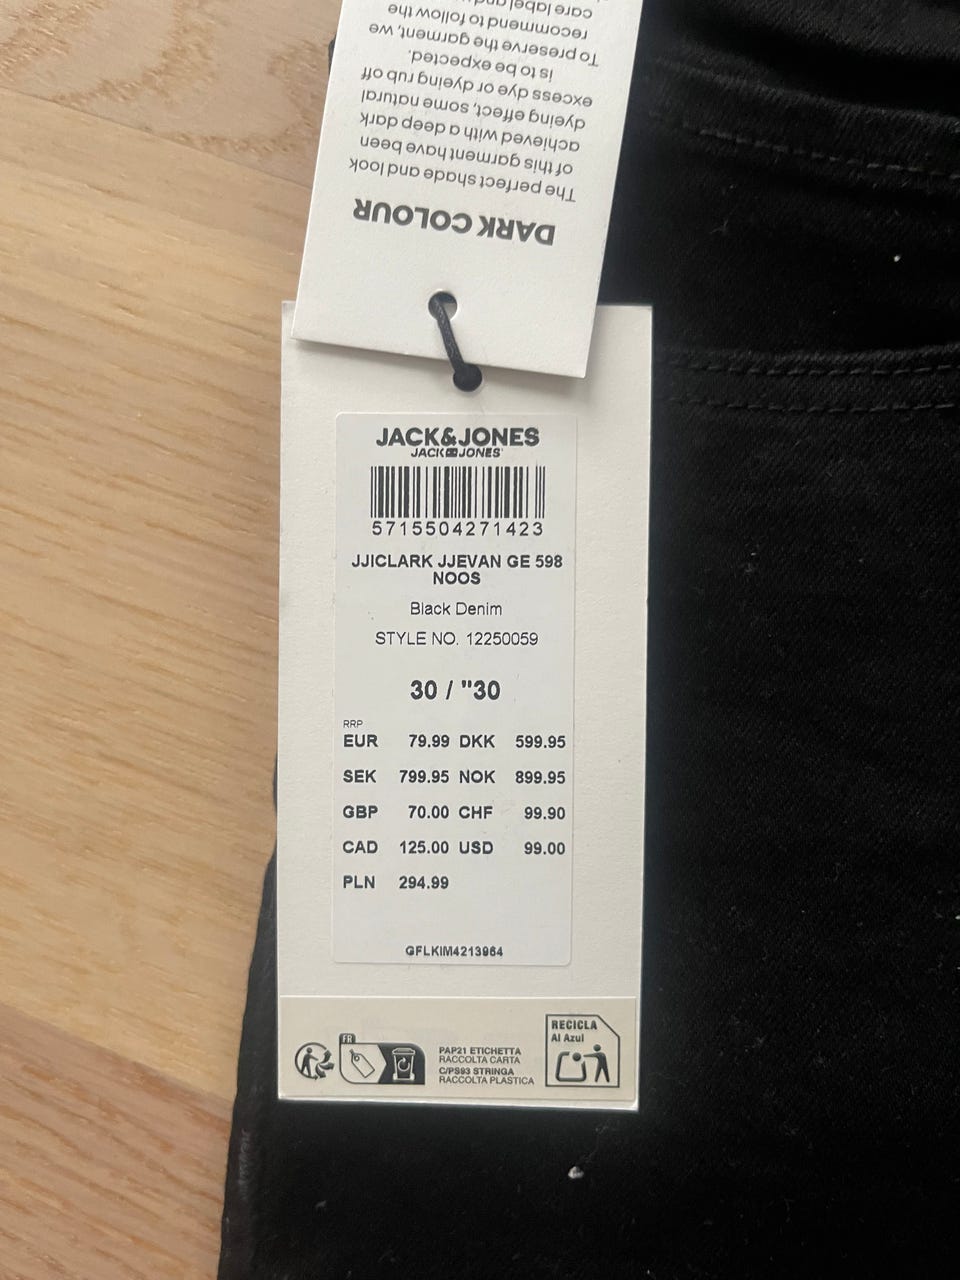 DARK COLOUR
The perfect shade and look
of this garment have been
achieved with a deep dark
dyeing effect, some natural
excess dye or dyeing rub off
is to be expected.
To preserve the garment, we
recommend to follow the
care label
JACK&JONES
JACK&JONES
5715504271423
JJICLARK JJEVAN GE 598
NOOS
Black Denim
STYLE NO. 12250059
30 / "30
RRP
EUR 79.99 DKK 599.95
SEK 799.95 NOK 899.95
GBP 70.00 CHF 99.90
CAD 125.00 USD 99.00
PLN 294.99
GFLKIM4213964
FR
PAP21 ETICHETTA
RACCOLTA CARTA
C/PS93 STRINGA
RACCOLTA PLASTICA
RECICLA
Al Azul